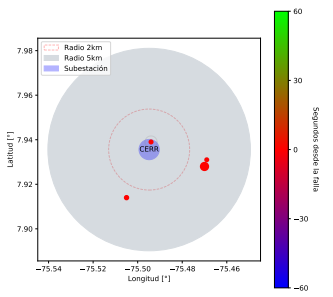 Radio 2km
Radio 5km
Subestación
CERR
7.98
7.96
7.94
7.92
7.90
Latitud [°]
−75.54
−75.52
−75.50
−75.48
−75.46
Longitud [°]
60
30
0
−30
−60
Segundos desde la falla